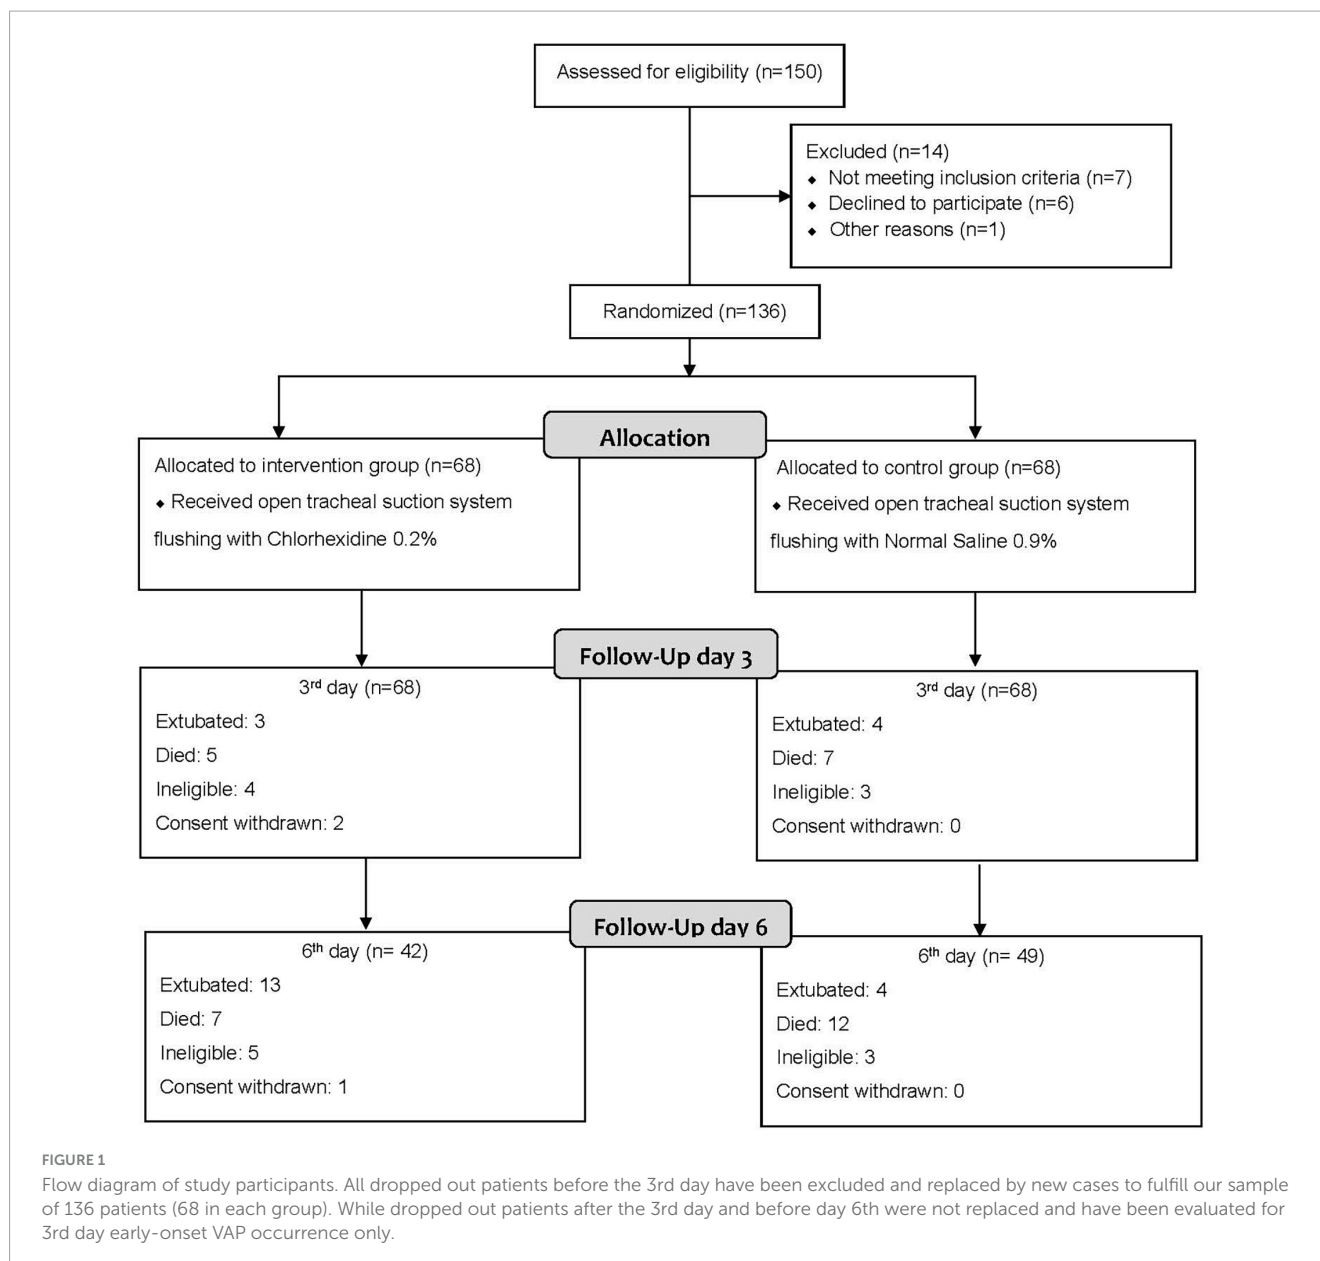 Assessed for eligibility (n=150)
Excluded (n=14)
⬥ Not meeting inclusion criteria (n=7)
⬥ Declined to participate (n=6)
⬥ Other reasons (n=1)
Randomized (n=136)
Allocation
Allocated to intervention group (n=68)
⬥ Received open tracheal suction system
flushing with Chlorhexidine 0.2%
Allocated to control group (n=68)
⬥ Received open tracheal suction system
flushing with Normal Saline 0.9%
Follow-Up day 3
3rd day (n=68)
Extubated: 3
Died: 5
Ineligible: 4
Consent withdrawn: 2
3rd day (n=68)
Extubated: 4
Died: 7
Ineligible: 3
Consent withdrawn: 0
Follow-Up day 6
6th day (n= 42)
Extubated: 13
Died: 7
Ineligible: 5
Consent withdrawn: 1
6th day (n= 49)
Extubated: 4
Died: 12
Ineligible: 3
Consent withdrawn: 0
FIGURE 1
Flow diagram of study participants. All dropped out patients before the 3rd day have been excluded and replaced by new cases to fulfill our sample
of 136 patients (68 in each group). While dropped out patients after the 3rd day and before day 6th were not replaced and have been evaluated for
3rd day early-onset VAP occurrence only.